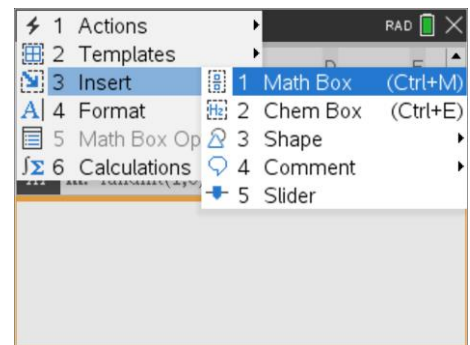 1 Actions
2 Templates
3 Insert
A 4 Format
5 Math Box Op
∫Σ 6 Calculations
RAD
1 Math Box (Ctrl+M)
2 Chem Box (Ctrl+E)
3 Shape
4 Comment
5 Slider